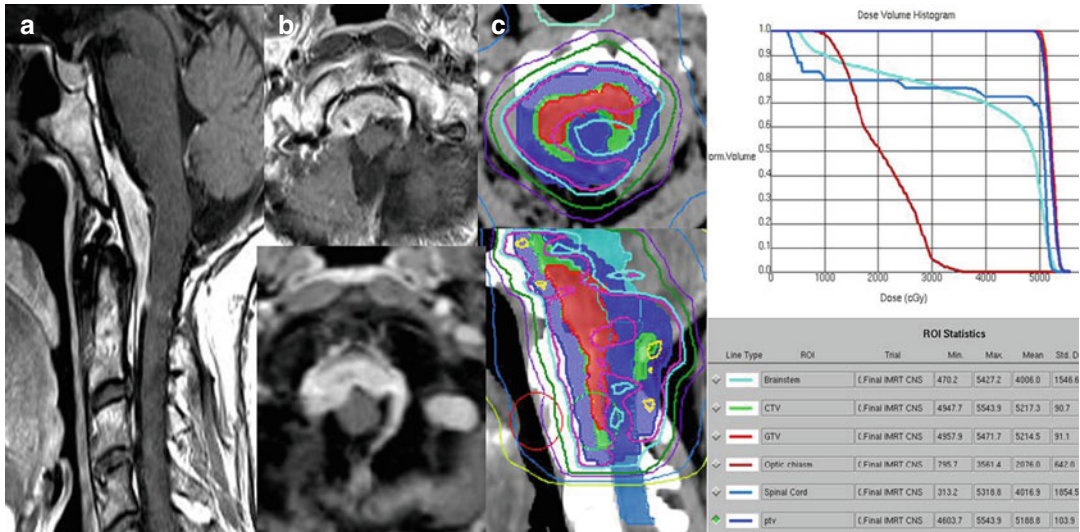 a
b
c
Dose Volume Histogram
1.0
0.9
0.8
0.7
0.6
orm.Volume
0.5
0.4
0.3
0.2
0.1
0.0
0 1000 2000 3000 4000 5000
Dose (cGy)
ROI Statistics
Line Type ROI Trial Min. Max. Mean Std. D
Brainstem (.Final IMRT CNS 470.2 5427.2 4006.0 1546.6
CTV (.Final IMRT CNS 4947.7 5543.9 5217.3 90.7
GTV (.Final IMRT CNS 4957.9 5471.7 5214.5 91.1
Optic chiasm (.Final IMRT CNS 795.7 3561.4 2076.0 642.0
Spinal Cord (.Final IMRT CNS 313.2 5318.8 4016.9 1854.5
ptv (.Final IMRT CNS 4603.7 5543.9 5188.8 103.9